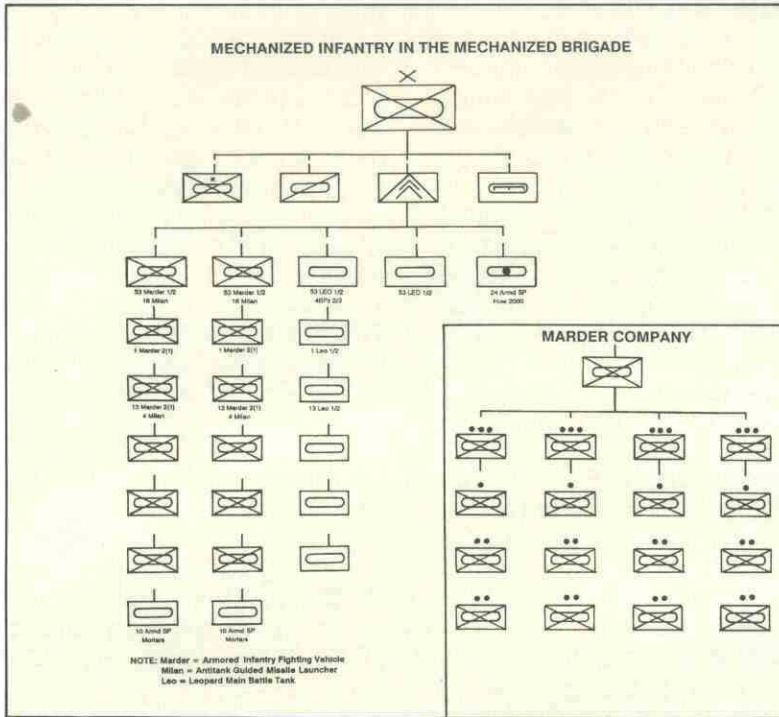 MECHANIZED INFANTRY IN THE MECHANIZED BRIGADE
53 Marder 1/2
18 Milan
53 Marder 1/2
18 Milan
53 LEO 1/2
53 LEO 1/2
24 Armd SP
How 2000
1 Marder 2(1)
1 Marder 2(1)
1 Leo 1/2
13 Marder 2(1)
4 Milan
13 Marder 2(1)
4 Milan
13 Leo 1/2
10 Armd SP
Mortars
10 Armd SP
Mortars
NOTE: Marder = Armored Infantry Fighting Vehicle
Milan = Antitank Guided Missile Launcher
Leo = Leopard Main Battle Tank
MARDER COMPANY